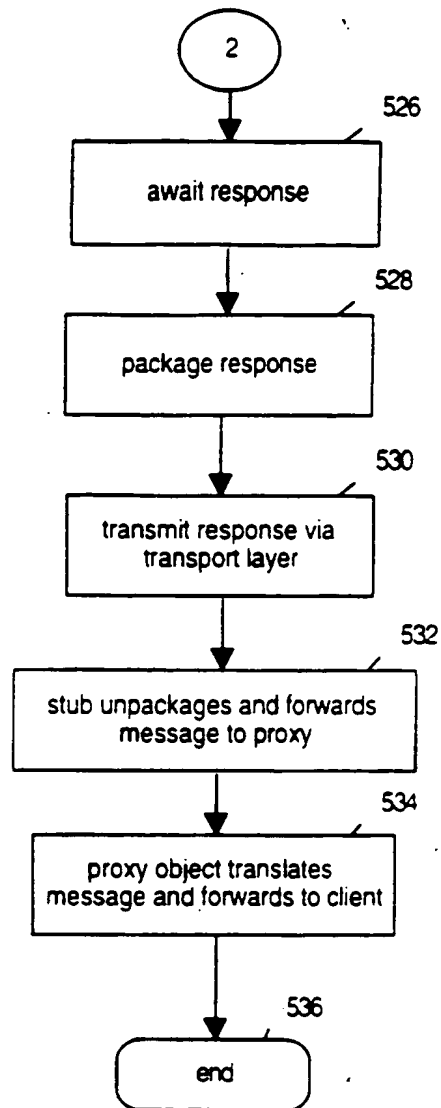 2
526
await response
528
package response
530
transmit response via
transport layer
532
stub unpackages and forwards
message to proxy
534
proxy object translates
message and forwards to client
536
end